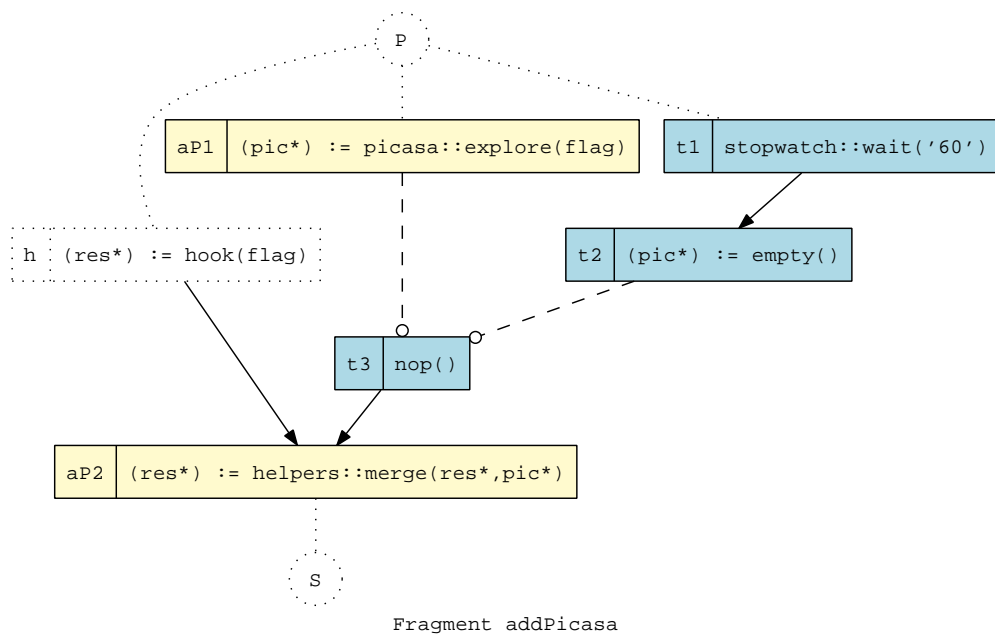 P
aP1 (pic*) := picasa::explore(flag)
t1 stopwatch::wait(’60’)
h (res*) := hook(flag)
t2 (pic*) := empty()
t3 nop()
aP2 (res*) := helpers::merge(res*,pic*)
S
Fragment addPicasa